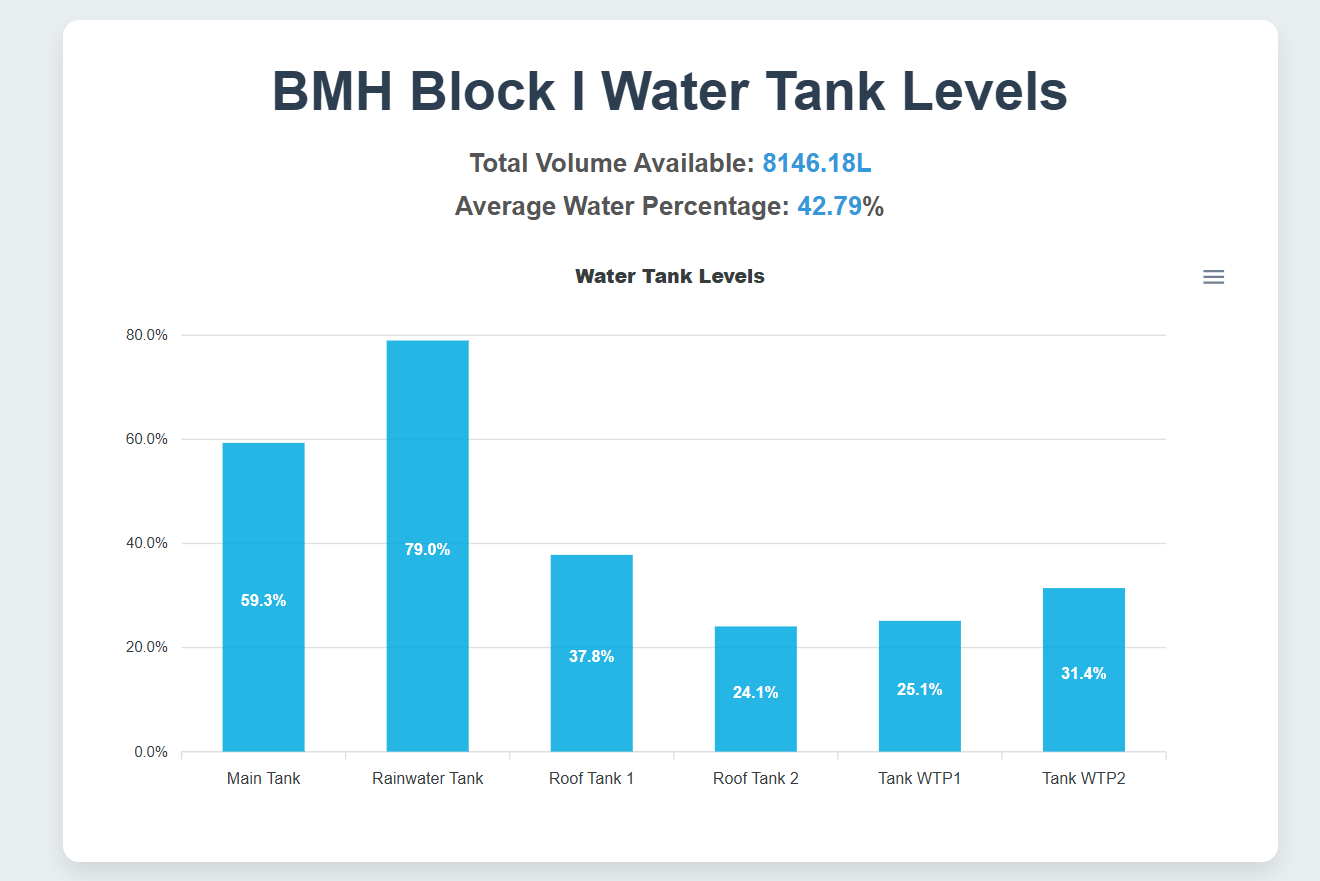 BMH Block I Water Tank Levels
Total Volume Available: 8146.18L
Average Water Percentage: 42.79%
Water Tank Levels
80.0%
60.0%
40.0%
20.0%
0.0%
59.3%
79.0%
37.8%
24.1%
25.1%
31.4%
Main Tank
Rainwater Tank
Roof Tank 1
Roof Tank 2
Tank WTP1
Tank WTP2